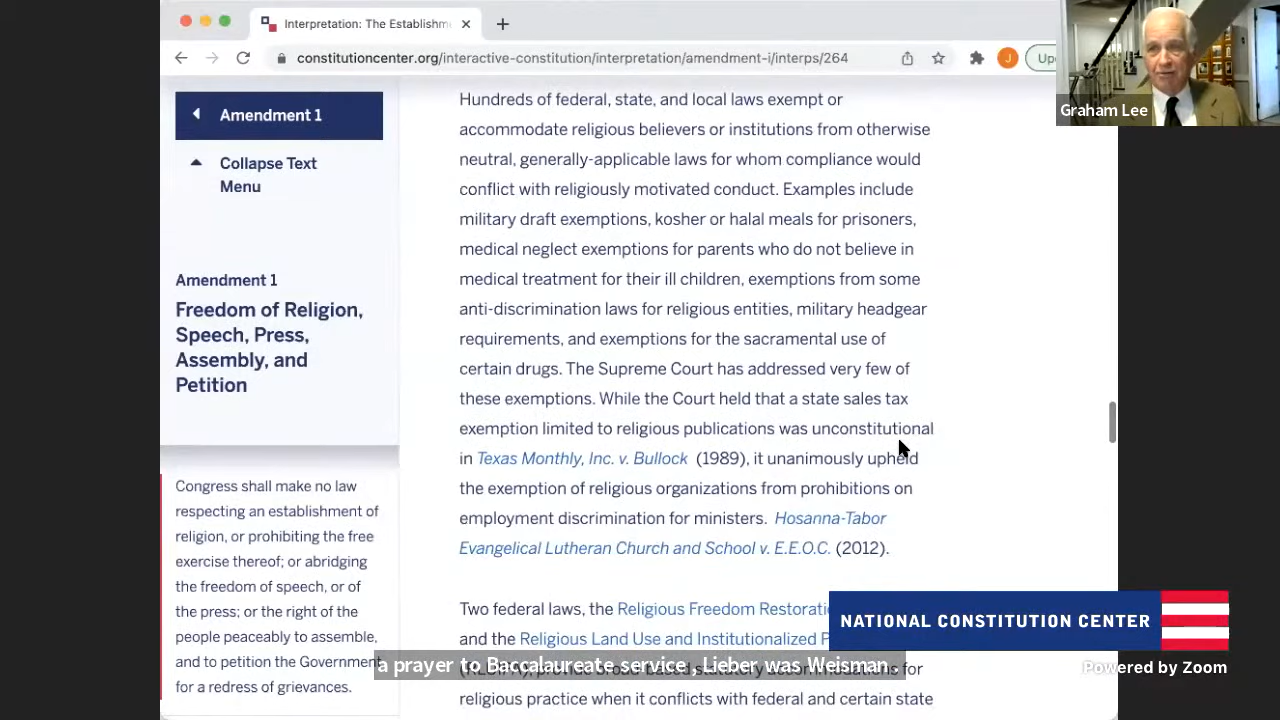 Interpretation: The Establishm
constitutioncenter.org/interactive-constitution/interpretation/amendment-i/interps/264
J
Up
Graham Lee
Amendment 1
Collapse Text
Menu
Amendment 1
Freedom of Religion,
Speech, Press,
Assembly, and
Petition
Congress shall make no law
respecting an establishment of
religion, or prohibiting the free
exercise thereof; or abridging
the freedom of speech, or of
the press; or the right of the
people peaceably to assemble,
and to petition the Government
for a redress of grievances.
Hundreds of federal, state, and local laws exempt or
accommodate religious believers or institutions from otherwise
neutral, generally-applicable laws for whom compliance would
conflict with religiously motivated conduct. Examples include
military draft exemptions, kosher or halal meals for prisoners,
medical neglect exemptions for parents who do not believe in
medical treatment for their ill children, exemptions from some
anti-discrimination laws for religious entities, military headgear
requirements, and exemptions for the sacramental use of
certain drugs. The Supreme Court has addressed very few of
these exemptions. While the Court held that a state sales tax
exemption limited to religious publications was unconstitutional
in Texas Monthly, Inc. v. Bullock (1989), it unanimously upheld
the exemption of religious organizations from prohibitions on
employment discrimination for ministers. Hosanna-Tabor
Evangelical Lutheran Church and School v. E.E.O.C. (2012).
Two federal laws, the Religious Freedom Restorati
and the Religious Land Use and Institutionalized P
(RLUIPA), provide broad-based statutory accommodations for
religious practice when it conflicts with federal and certain state
a prayer to Baccalaureate service, Lieber was Weisman.
NATIONAL CONSTITUTION CENTER
Powered by Zoom